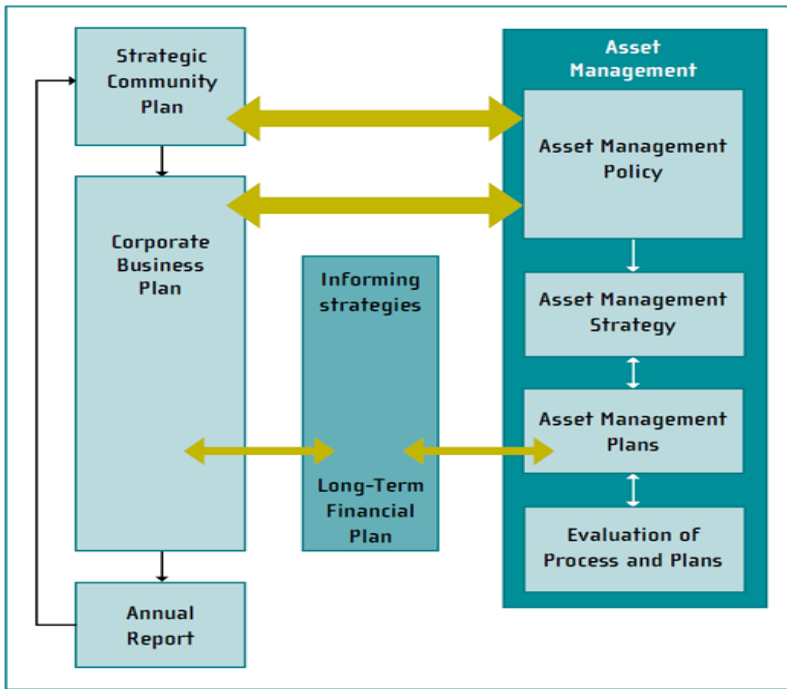 Strategic
Community
Plan
Corporate
Business
Plan
Annual
Report
Informing
strategies
Long-Term
Financial
Plan
Asset
Management
Asset Management
Policy
Asset Management
Strategy
Asset Management
Plans
Evaluation of
Process and Plans